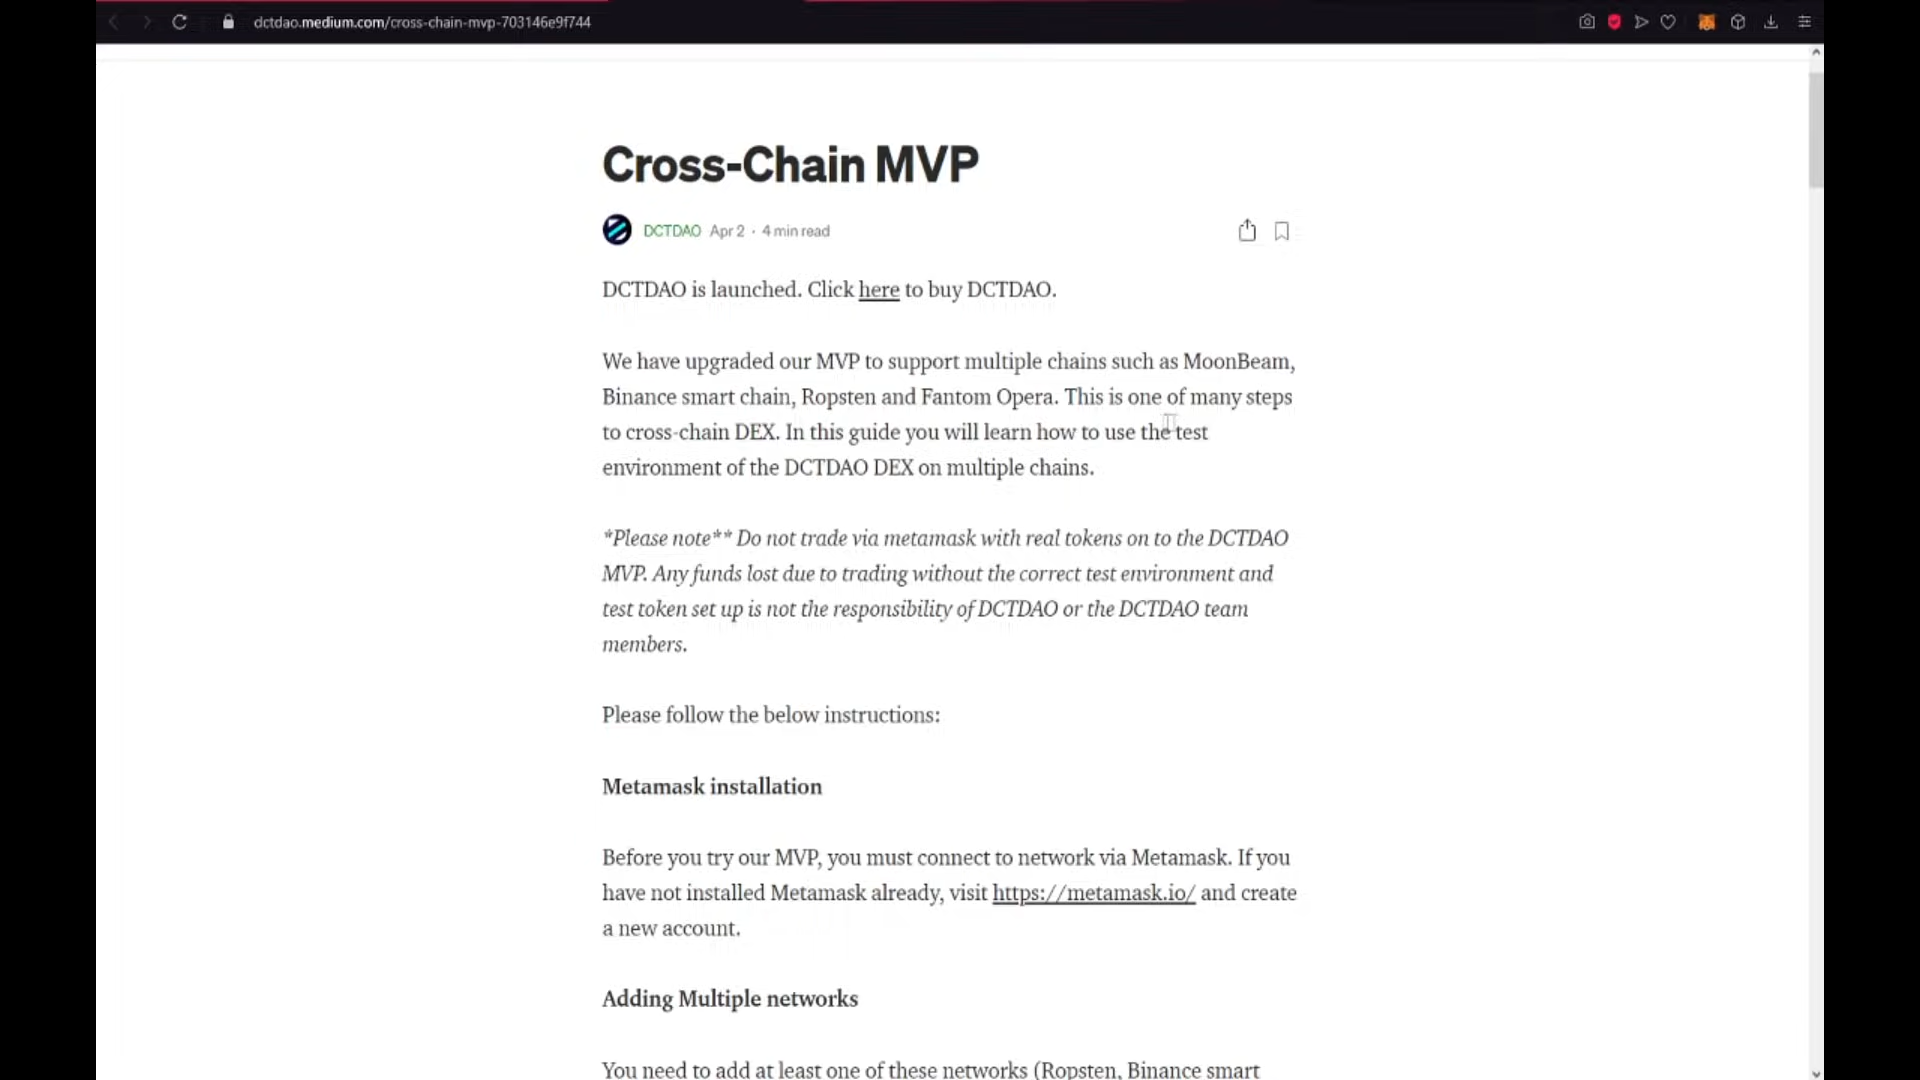 dctdao.medium.com/cross-chain-mvp-703146e9f744
Cross-Chain MVP
DCTDAO Apr 2 · 4 min read
DCTDAO is launched. Click here to buy DCTDAO.
We have upgraded our MVP to support multiple chains such as MoonBeam,
Binance smart chain, Ropsten and Fantom Opera. This is one of many steps
to cross-chain DEX. In this guide you will learn how to use the test
environment of the DCTDAO DEX on multiple chains.
*Please note** Do not trade via metamask with real tokens on to the DCTDAO
MVP. Any funds lost due to trading without the correct test environment and
test token set up is not the responsibility of DCTDAO or the DCTDAO team
members.
Please follow the below instructions:
Metamask installation
Before you try our MVP, you must connect to network via Metamask. If you
have not installed Metamask already, visit https://metamask.io/ and create
a new account.
Adding Multiple networks
You need to add at least one of these networks (Ropsten, Binance smart